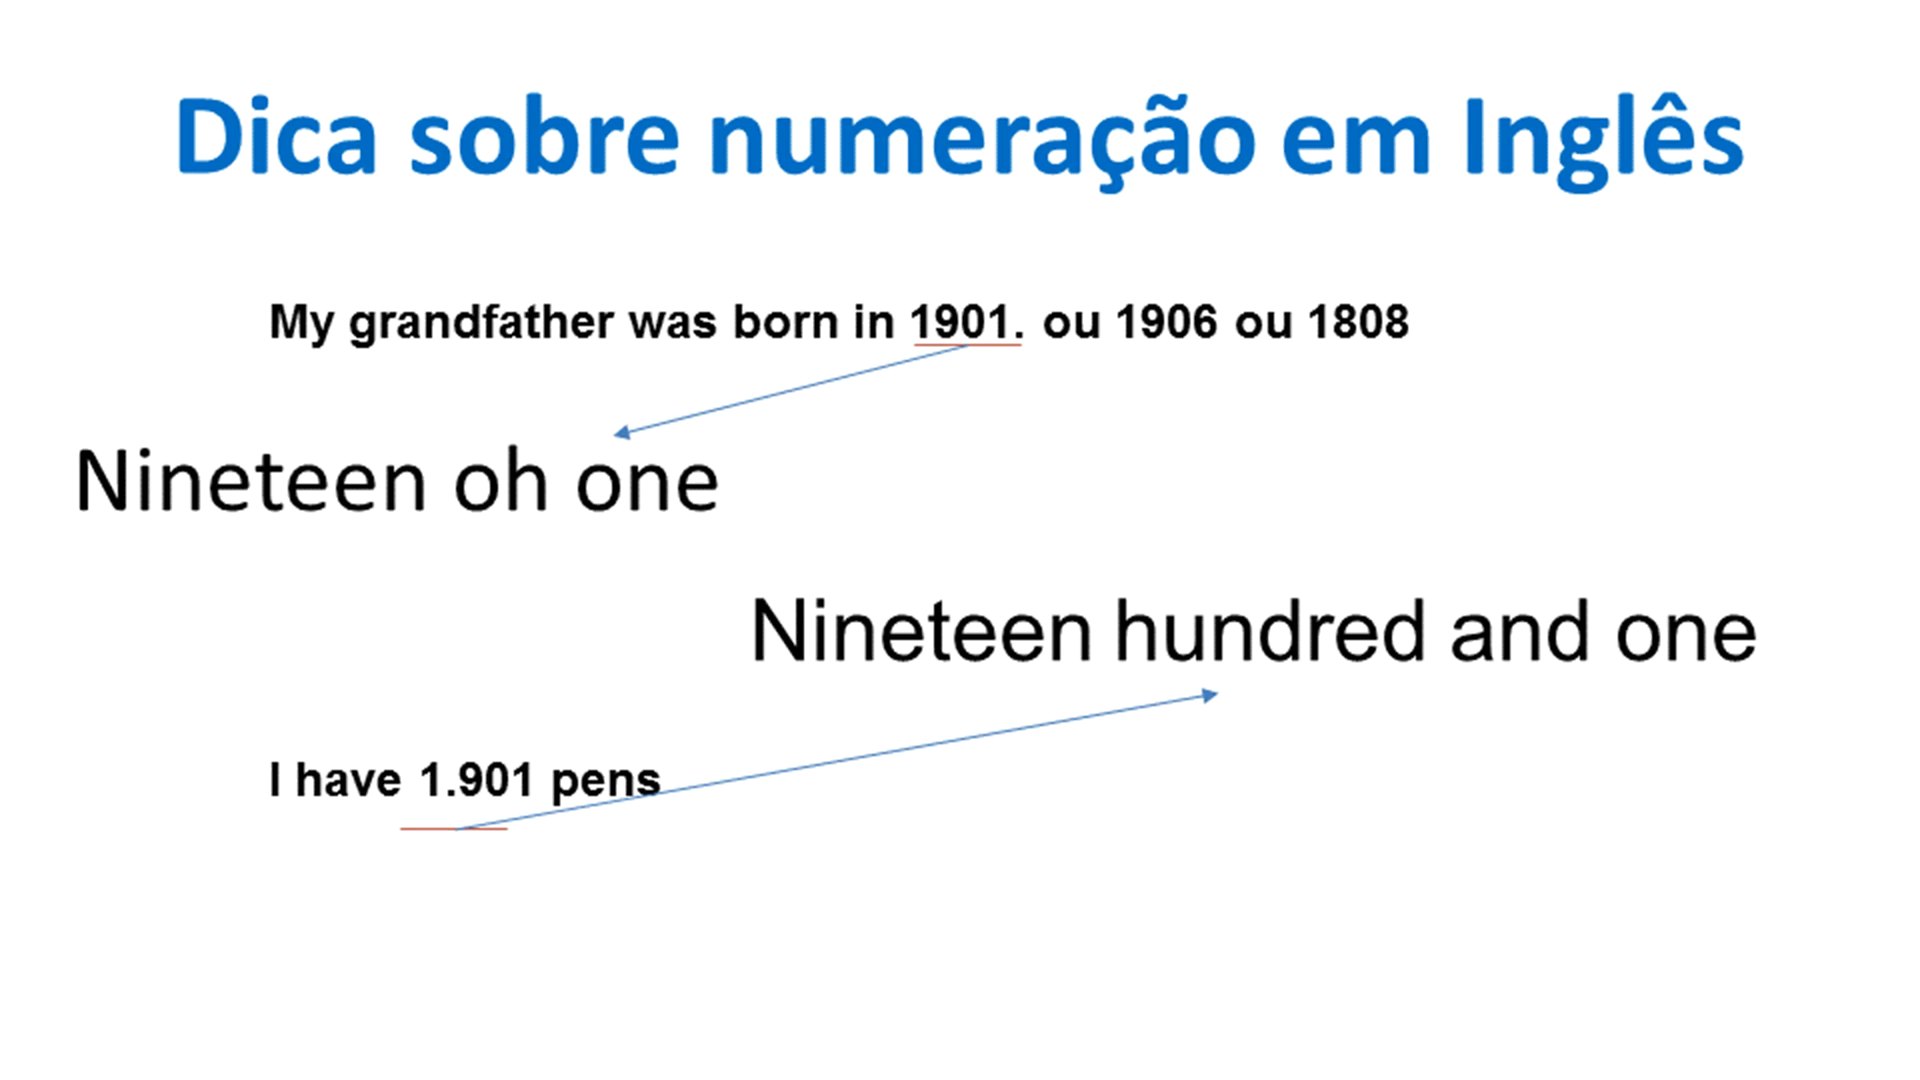 Dica sobre numeração em Inglês
My grandfather was born in 1901. ou 1906 ou 1808
Nineteen oh one
Nineteen hundred and one
I have 1.901 pens